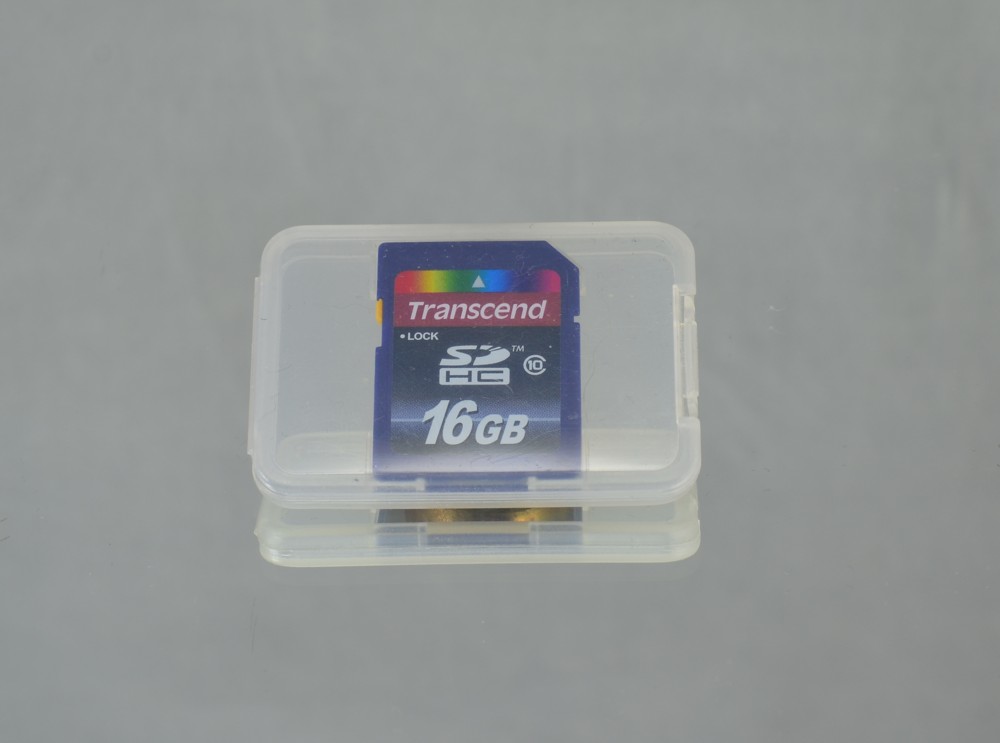 Transcend
• LOCK
SD TM
HC 10
16GB